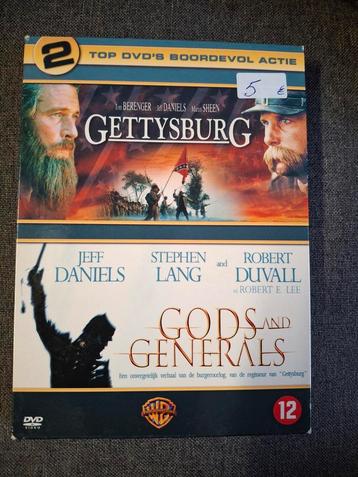 2
TOP DVD'S BOORDEVOL ACTIE
TOM BERENGER JEFF DANIELS MARTIN SHEEN
5 €
GETTYSBURG
JEFF DANIELS
STEPHEN LANG
and
ROBERT DUVALL
as ROBERT E. LEE
GODS AND GENERALS
Een onvergetelijk verhaal van de burgeroorlog, van de regisseur van "Gettysburg"
DVD
VIDEO
WB
12